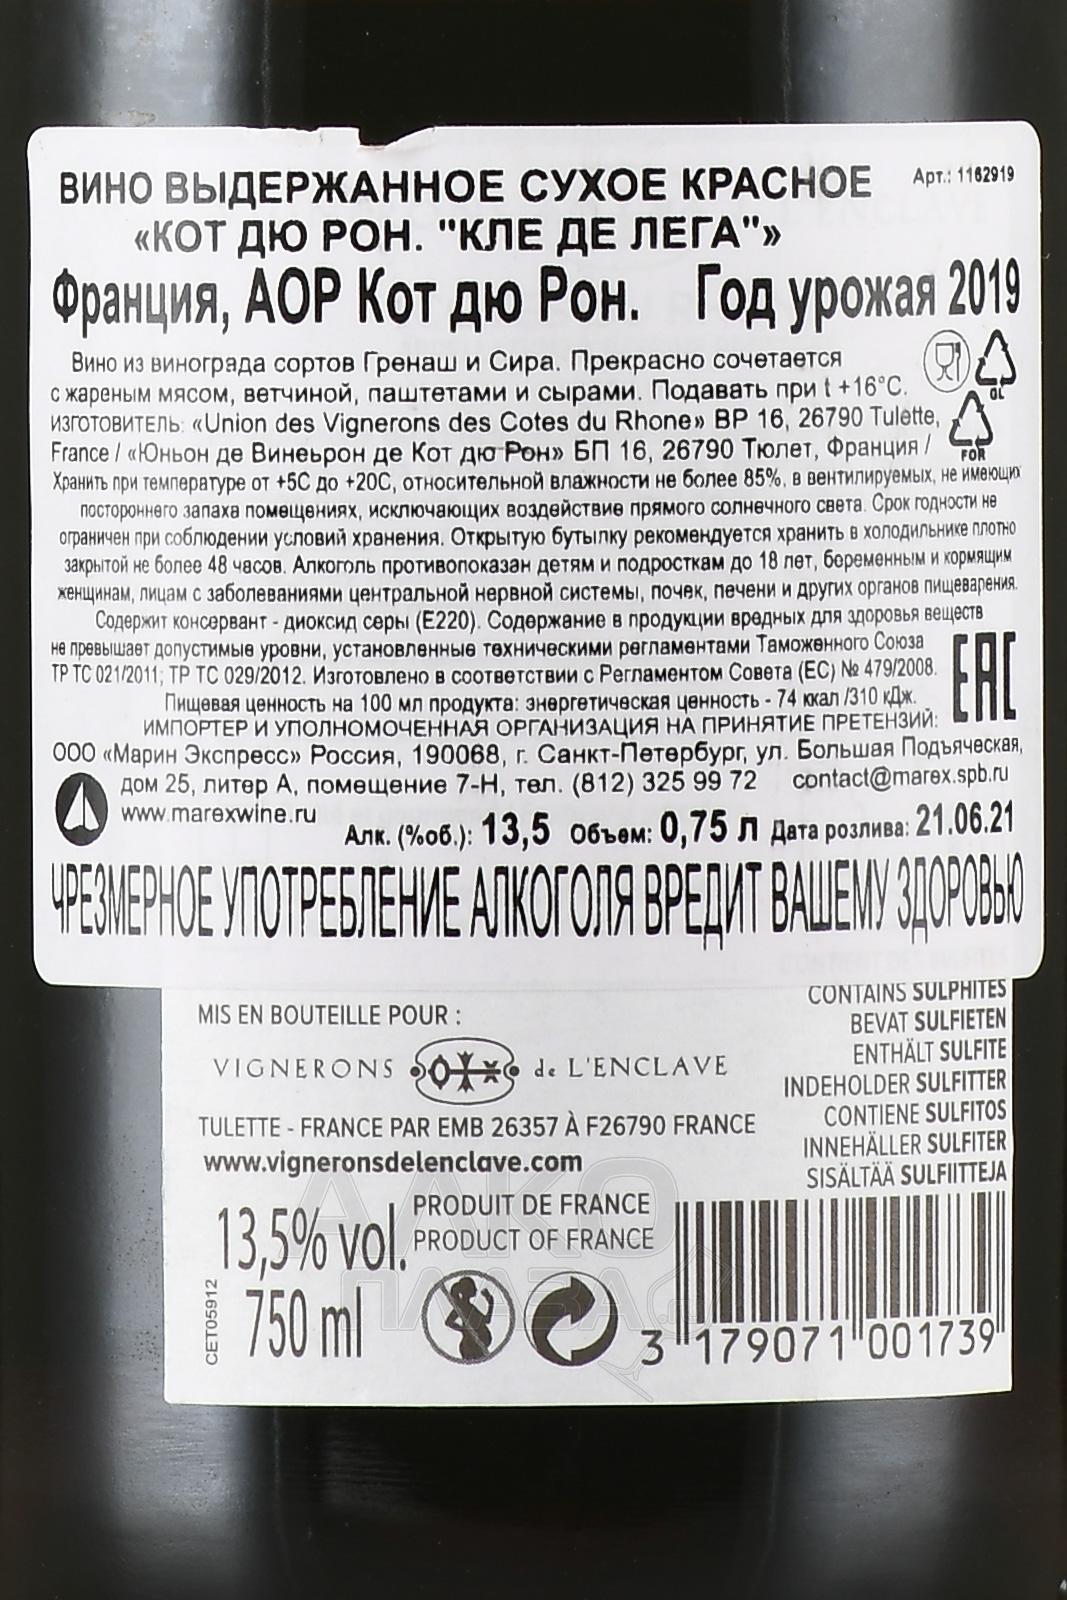 ВИНО ВЫДЕРЖАННОЕ СУХОЕ КРАСНОЕ Арт.: 1162919
«КОТ ДЮ РОН. "КЛЕ ДЕ ЛЕГА"»
Франция, АОР Кот дю Рон. Год урожая 2019
Вино из винограда сортов Гренаш и Сира. Прекрасно сочетается
с жареным мясом, ветчиной, паштетами и сырами. Подавать при t +16°C.
GL
ИЗГОТОВИТЕЛЬ: «Union des Vignerons des Cotes du Rhone» BP 16, 26790 Tulette,
France / «Юньон де Винеьрон де Кот дю Рон» БП 16, 26790 Тюлет, Франция /
FOR
Хранить при температуре от +5С до +20С, относительной влажности не более 85%, в вентилируемых, не имеющих
постороннего запаха помещениях, исключающих воздействие прямого солнечного света. Срок годности не
ограничен при соблюдении условий хранения. Открытую бутылку рекомендуется хранить в холодильнике плотно
закрытой не более 48 часов. Алкоголь противопоказан детям и подросткам до 18 лет, беременным и кормящим
женщинам, лицам с заболеваниями центральной нервной системы, почек, печени и других органов пищеварения.
Содержит консервант - диоксид серы (Е220). Содержание в продукции вредных для здоровья веществ
не превышает допустимые уровни, установленные техническими регламентами Таможенного Союза
ТР ТС 021/2011; ТР ТС 029/2012. Изготовлено в соответствии с Регламентом Совета (ЕС) № 479/2008.
EAC
Пищевая ценность на 100 мл продукта: энергетическая ценность - 74 ккал /310 кДж.
ИМПОРТЕР И УПОЛНОМОЧЕННАЯ ОРГАНИЗАЦИЯ НА ПРИНЯТИЕ ПРЕТЕНЗИЙ:
ООО «Марин Экспресс» Россия, 190068, г. Санкт-Петербург, ул. Большая Подъяческая,
дом 25, литер А, помещение 7-Н, тел. (812) 325 99 72 contact@marex.spb.ru
www.marexwine.ru
Алк. (%об.): 13,5 Объем: 0,75 л Дата розлива: 21.06.21
ЧРЕЗМЕРНОЕ УПОТРЕБЛЕНИЕ АЛКОГОЛЯ ВРЕДИТ ВАШЕМУ ЗДОРОВЬЮ
CONTAINS SULPHITES
BEVAT SULFIETEN
ENTHÄLT SULFITE
INDEHOLDER SULFITTER
CONTIENE SULFITOS
INNEHÅLLER SULFITER
SISÄLTÄÄ SULFIITTEJA
MIS EN BOUTEILLE POUR :
VIGNERONS de L'ENCLAVE
TULETTE - FRANCE PAR EMB 26357 À F26790 FRANCE
www.vigneronsdelenclave.com
13,5% vol.
750 ml
PRODUIT DE FRANCE
PRODUCT OF FRANCE
CET05912
3 179071 001739
АЛКО
ПЛАЗА